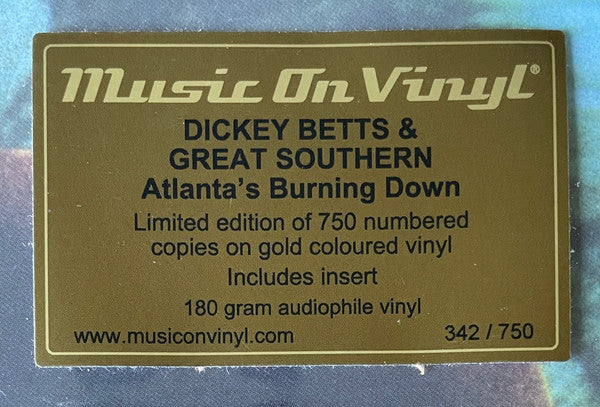 Music On Vinyl®
DICKEY BETTS &
GREAT SOUTHERN
Atlanta's Burning Down
Limited edition of 750 numbered
copies on gold coloured vinyl
Includes insert
180 gram audiophile vinyl
www.musiconvinyl.com 342 / 750